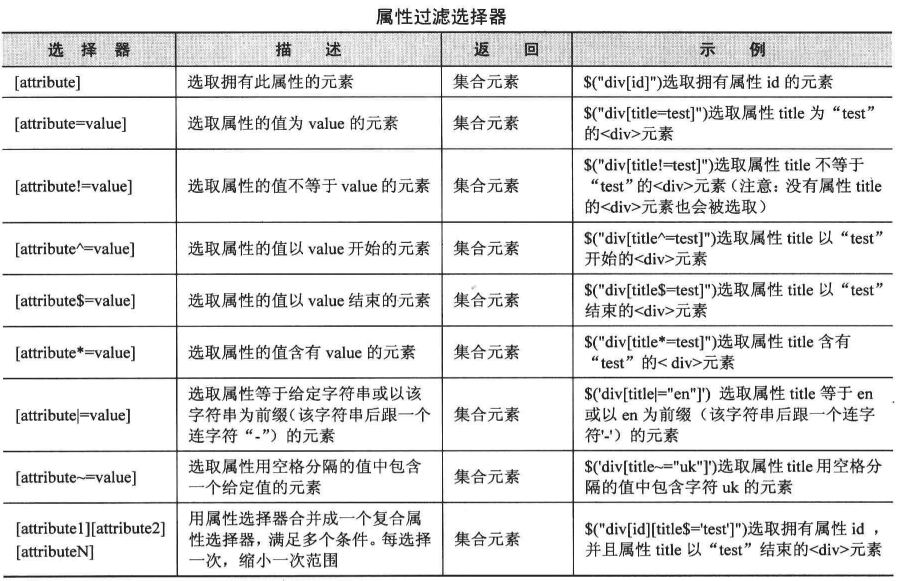 属性过滤选择器
选 择 器 描 述 返 回 示 例
[attribute] 选取拥有此属性的元素 集合元素 $("div[id]")选取拥有属性 id 的元素
[attribute=value] 选取属性的值为 value 的元素 集合元素 $("div[title=test]")选取属性 title 为“test”
的<div>元素
[attribute!=value] 选取属性的值不等于 value 的元素 集合元素 $("div[title!=test]")选取属性 title 不等于
“test”的<div>元素（注意：没有属性 title
的<div>元素也会被选取）
[attribute^=value] 选取属性的值以 value 开始的元素 集合元素 $("div[title^=test]")选取属性 title 以“test”
开始的<div>元素
[attribute$=value] 选取属性的值以 value 结束的元素 集合元素 $("div[title$=test]")选取属性 title 以“test”
结束的<div>元素
[attribute*=value] 选取属性的值含有 value 的元素 集合元素 $("div[title*=test]")选取属性 title 含有
“test”的< div>元素
[attribute|=value] 选取属性等于给定字符串或以该
字符串为前缀（该字符串后跟一个
连字符“-”）的元素 集合元素 $('div[title|="en"]') 选取属性 title 等于 en
或以 en 为前缀（该字符串后跟一个连字
符'-'）的元素
[attribute~=value] 选取属性用空格分隔的值中包含
一个给定值的元素 集合元素 $('div[title~="uk"]')选取属性 title 用空格分
隔的值中包含字符 uk 的元素
[attribute1][attribute2]
[attributeN] 用属性选择器合并成一个复合属
性选择器，满足多个条件。每选择
一次，缩小一次范围 集合元素 $("div[id][title$='test']")选取拥有属性 id ，
并且属性 title 以“test”结束的<div>元素